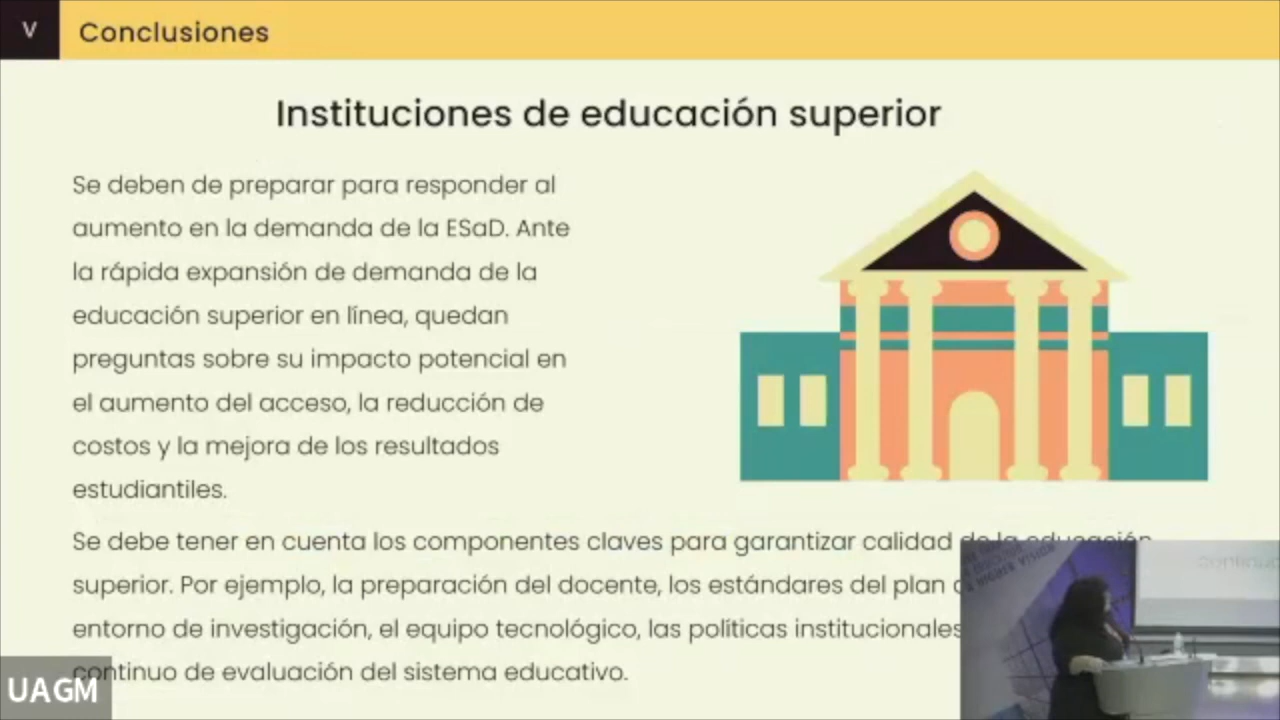 V
Conclusiones
Instituciones de educación superior
Se deben de preparar para responder al
aumento en la demanda de la ESaD. Ante
la rápida expansión de demanda de la
educación superior en línea, quedan
preguntas sobre su impacto potencial en
el aumento del acceso, la reducción de
costos y la mejora de los resultados
estudiantiles.
Se debe tener en cuenta los componentes claves para garantizar calidad de la educación
superior. Por ejemplo, la preparación del docente, los estándares del plan
entorno de investigación, el equipo tecnológico, las políticas institucionales
continuo de evaluación del sistema educativo.
UAGM